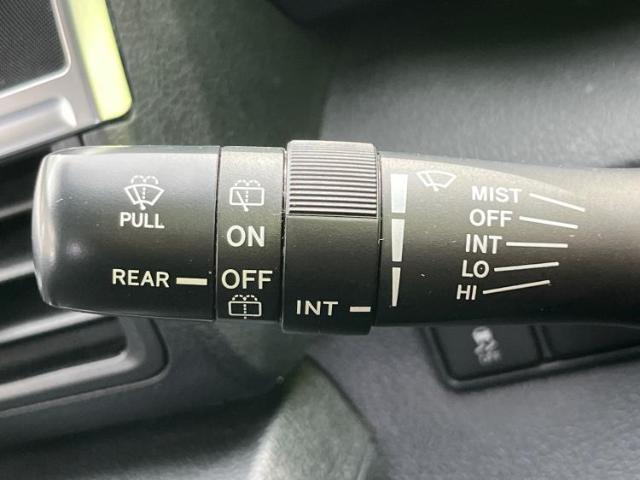 PULL
REAR
ON
OFF
INT
MIST
OFF
INT
LO
HI